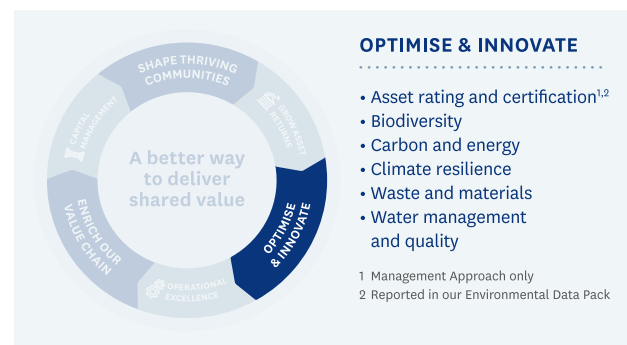 SHAPE THRIVING
COMMUNITIES
GROW ASSET
RETURNS
OPTIMISE
& INNOVATE
OPERATIONAL
EXCELLENCE
ENRICH OUR
VALUE CHAIN
CAPITAL
MANAGEMENT
A better way
to deliver
shared value
OPTIMISE & INNOVATE
• Asset rating and certification1,2
• Biodiversity
• Carbon and energy
• Climate resilience
• Waste and materials
• Water management
and quality
1 Management Approach only
2 Reported in our Environmental Data Pack